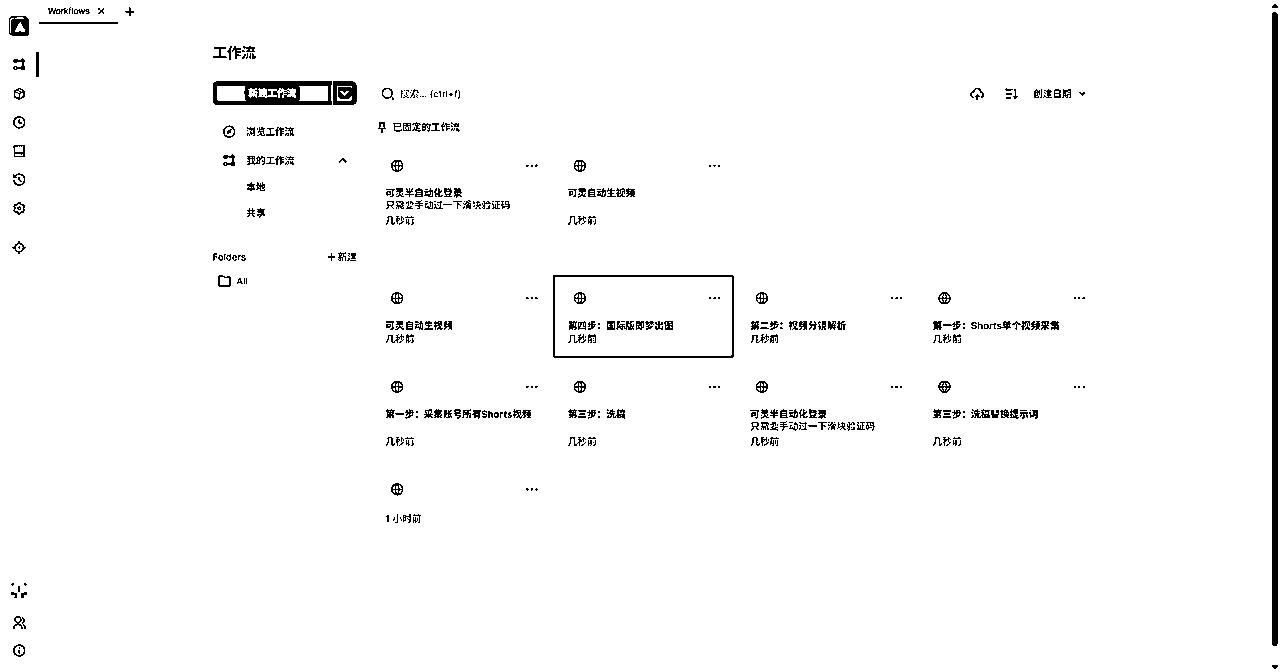 Workflows
工作流
新建工作流
搜索... (ctrl+f)
创建日期
浏览工作流
我的工作流
本地
共享
Folders
+ 新建
All
已固定的工作流
可灵半自动化登录
只需要手动过一下滑块验证码
几秒前
可灵自动生视频
几秒前
可灵自动生视频
几秒前
第四步：国际版即梦出图
几秒前
第二步：视频分镜解析
几秒前
第一步：Shorts单个视频采集
几秒前
第一步：采集账号所有Shorts视频
几秒前
第三步：洗稿
几秒前
可灵半自动化登录
只需要手动过一下滑块验证码
几秒前
第三步：洗稿替换提示词
几秒前
1 小时前